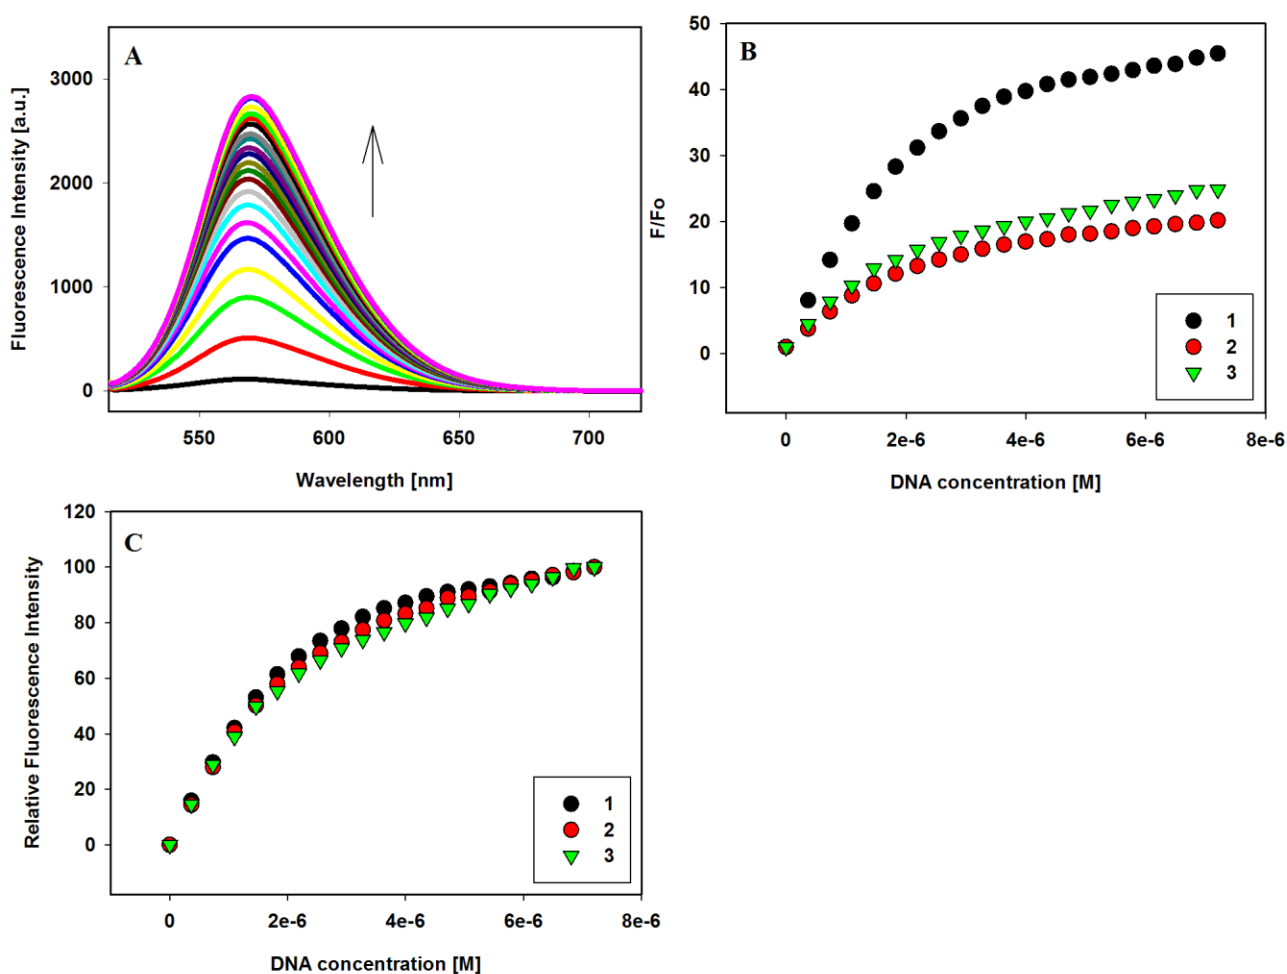 A
Fluorescence Intensity [a.u.]
3000
2000
1000
0
550
600
650
700
Wavelength [nm]
B
F/Fo
50
40
30
20
10
0
0
2e-6
4e-6
6e-6
8e-6
DNA concentration [M]
1
2
3
C
Relative Fluorescence Intensity
120
100
80
60
40
20
0
0
2e-6
4e-6
6e-6
8e-6
DNA concentration [M]
1
2
3